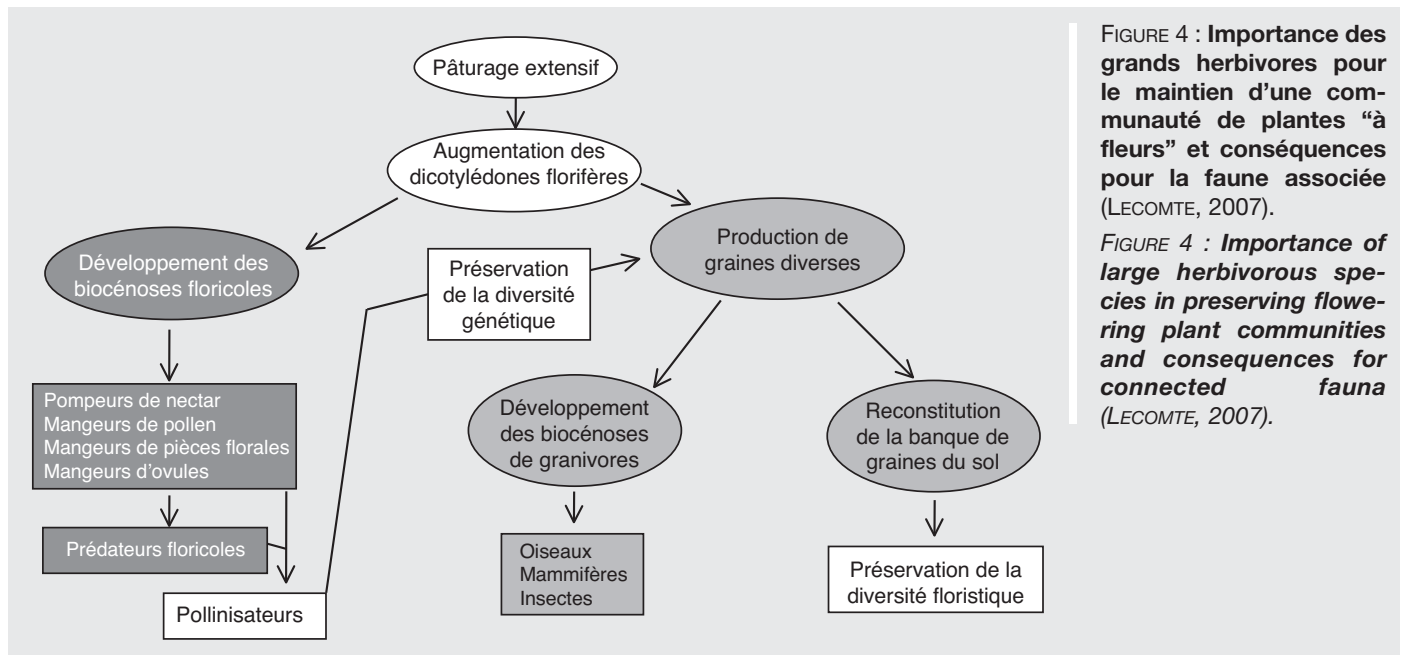 Pâturage extensif
Augmentation des
dicotylédones florifères
Développement des
biocénoses floricoles
Préservation
de la diversité
génétique
Production de
graines diverses
Pompeurs de nectar
Mangeurs de pollen
Mangeurs de pièces florales
Mangeurs d'ovules
Développement
des biocénoses
de granivores
Reconstitution
de la banque de
graines du sol
Prédateurs floricoles
Oiseaux
Mammifères
Insectes
Préservation de la
diversité floristique
Pollinisateurs
FIGURE 4 : Importance des
grands herbivores pour
le maintien d'une com-
munauté de plantes “à
fleurs” et conséquences
pour la faune associée
(LECOMTE, 2007).
FIGURE 4 : Importance of
large herbivorous spe-
cies in preserving flowe-
ring plant communities
and consequences for
connected fauna
(LECOMTE, 2007).